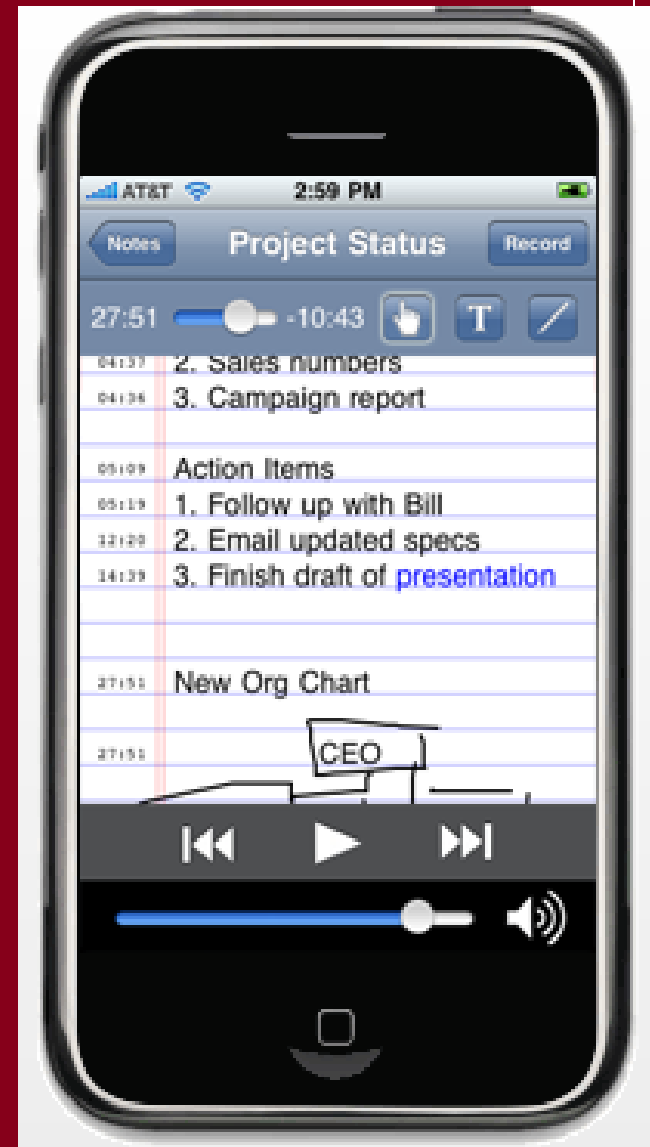 AT&T 2:59 PM
Notes Project Status Record
27:51 -10:43 T
04:37 2. Sales numbers
04:36 3. Campaign report
05:09 Action Items
05:19 1. Follow up with Bill
12:20 2. Email updated specs
14:39 3. Finish draft of presentation
27:51 New Org Chart
27:51 CEO